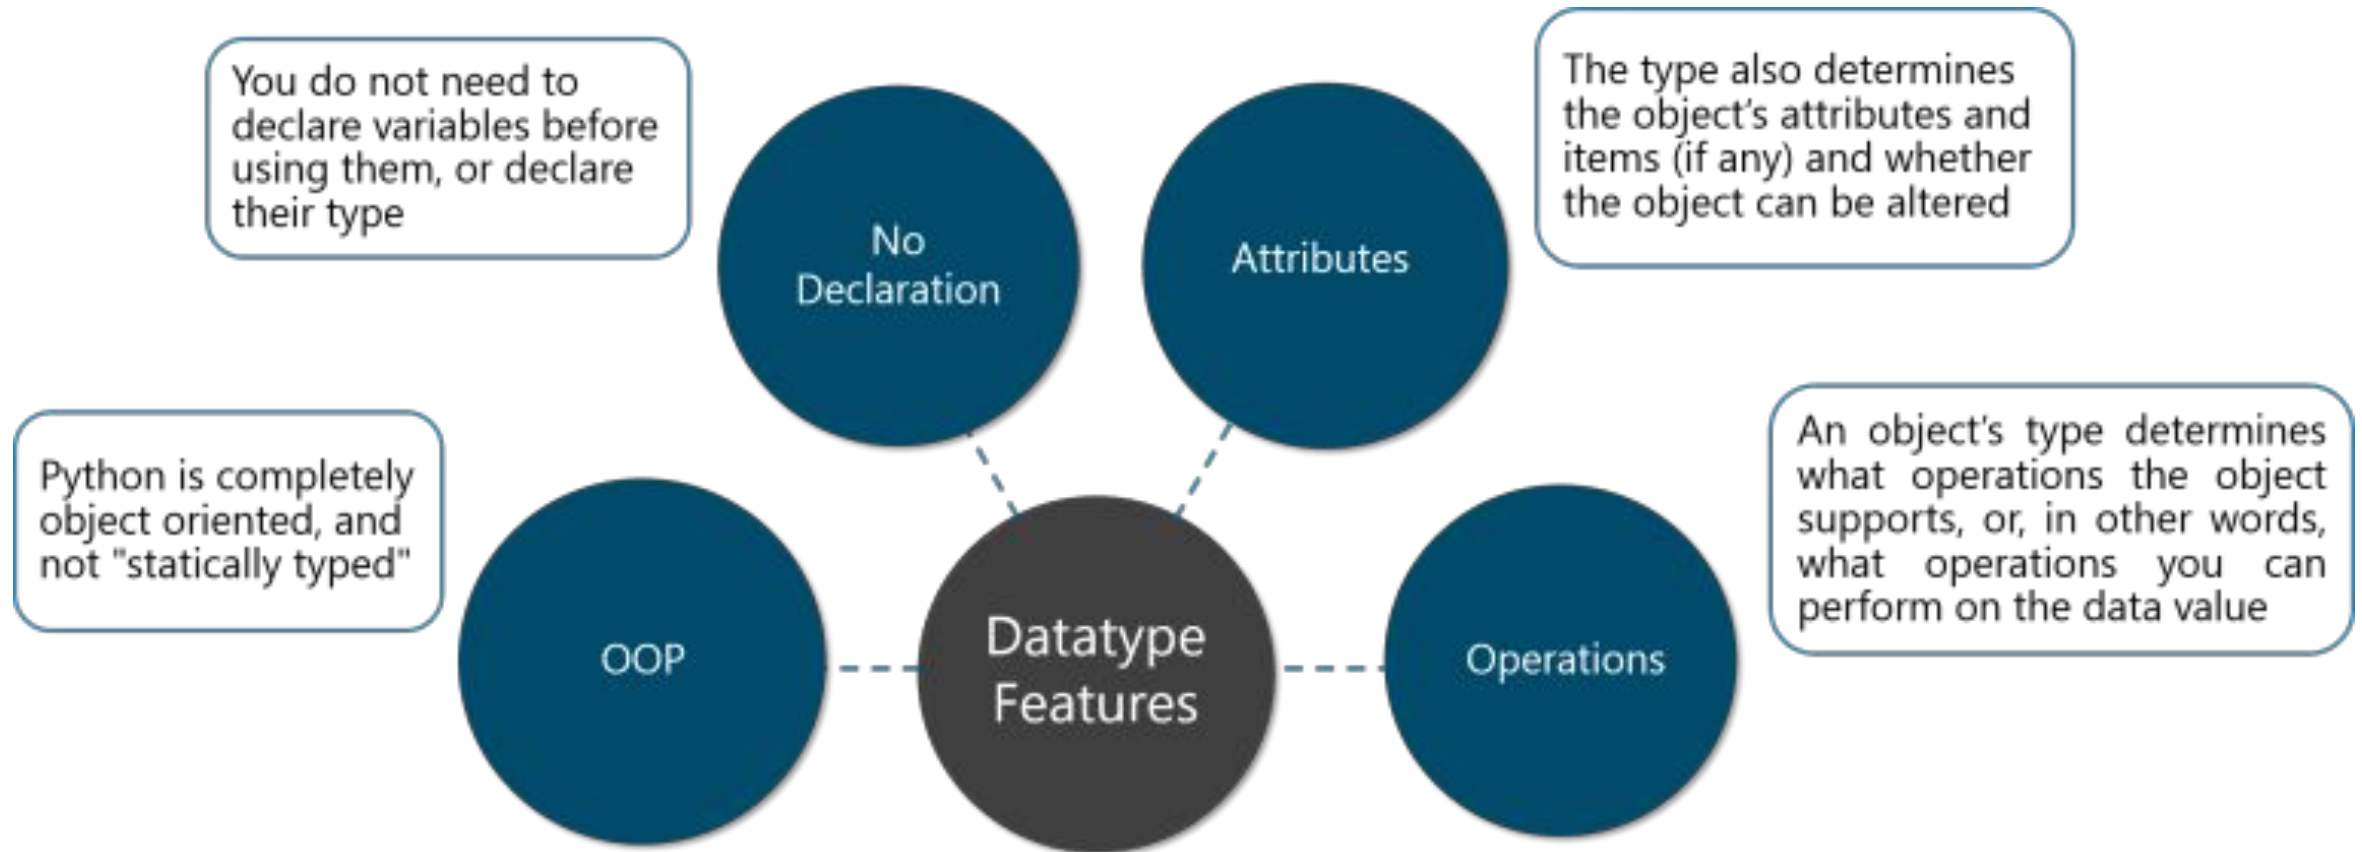 You do not need to
declare variables before
using them, or declare
their type
No
Declaration
Attributes
The type also determines
the object's attributes and
items (if any) and whether
the object can be altered
Python is completely
object oriented, and
not "statically typed"
OOP
Datatype
Features
Operations
An object's type determines
what operations the object
supports, or, in other words,
what operations you can
perform on the data value